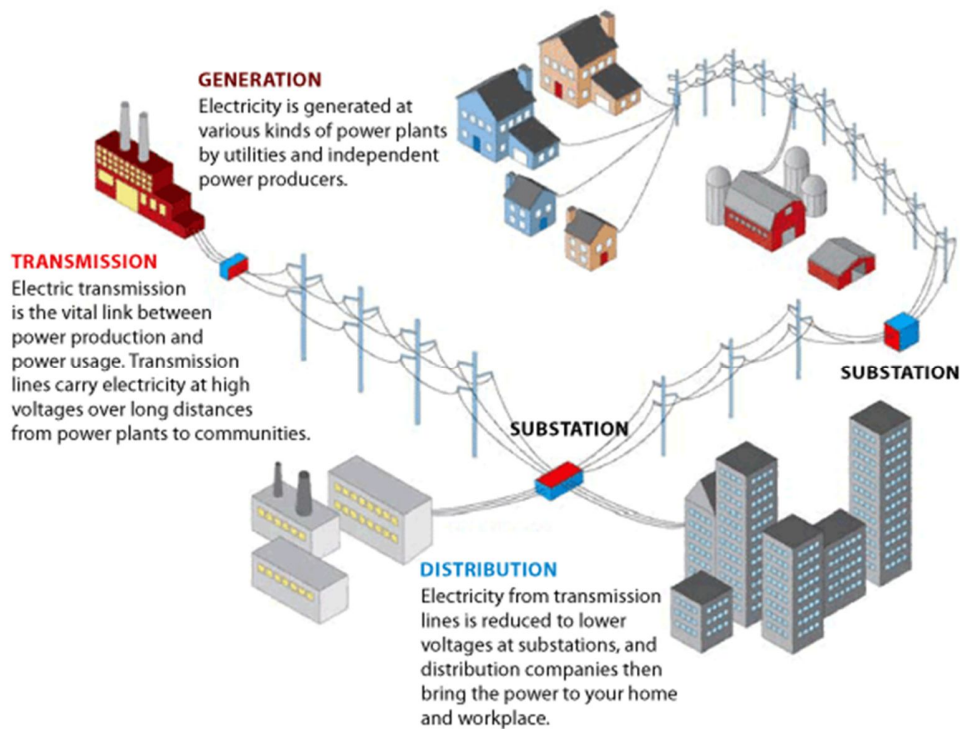 GENERATION
Electricity is generated at
various kinds of power plants
by utilities and independent
power producers.
TRANSMISSION
Electric transmission
is the vital link between
power production and
power usage. Transmission
lines carry electricity at high
voltages over long distances
from power plants to communities.
SUBSTATION
SUBSTATION
DISTRIBUTION
Electricity from transmission
lines is reduced to lower
voltages at substations, and
distribution companies then
bring the power to your home
and workplace.